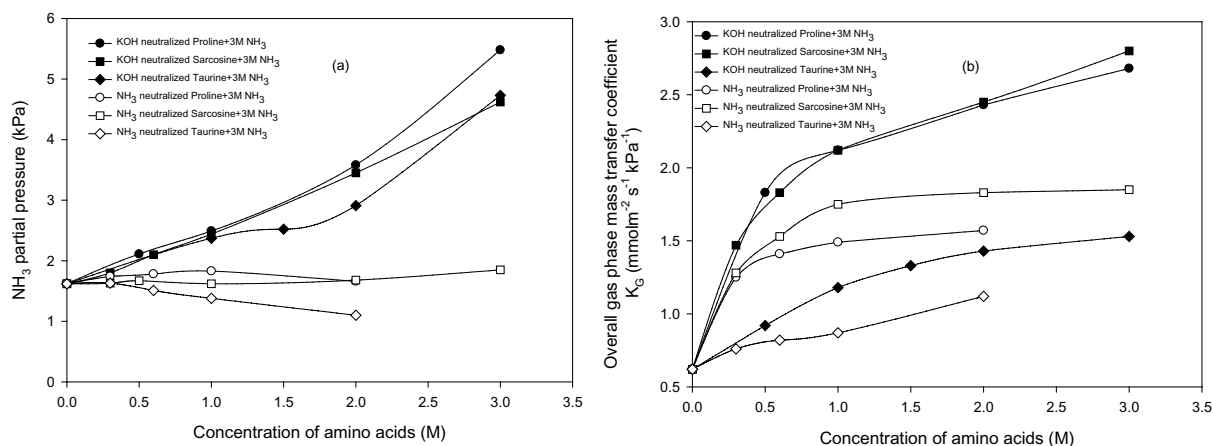 6
5
4
3
2
1
0
NH₃ partial pressure (kPa)
KOH neutralized Proline+3M NH₃
KOH neutralized Sarcosine+3M NH₃
KOH neutralized Taurine+3M NH₃
NH₃ neutralized Proline+3M NH₃
NH₃ neutralized Sarcosine+3M NH₃
NH₃ neutralized Taurine+3M NH₃
(a)
0.0 0.5 1.0 1.5 2.0 2.5 3.0 3.5
Concentration of amino acids (M)
3.0
2.5
2.0
1.5
1.0
0.5
Overall gas phase mass transfer coefficient
K_G (mmolm⁻² s⁻¹ kPa⁻¹)
KOH neutralized Proline+3M NH₃
KOH neutralized Sarcosine+3M NH₃
KOH neutralized Taurine+3M NH₃
NH₃ neutralized Proline+3M NH₃
NH₃ neutralized Sarcosine+3M NH₃
NH₃ neutralized Taurine+3M NH₃
(b)
0.0 0.5 1.0 1.5 2.0 2.5 3.0 3.5
Concentration of amino acids (M)